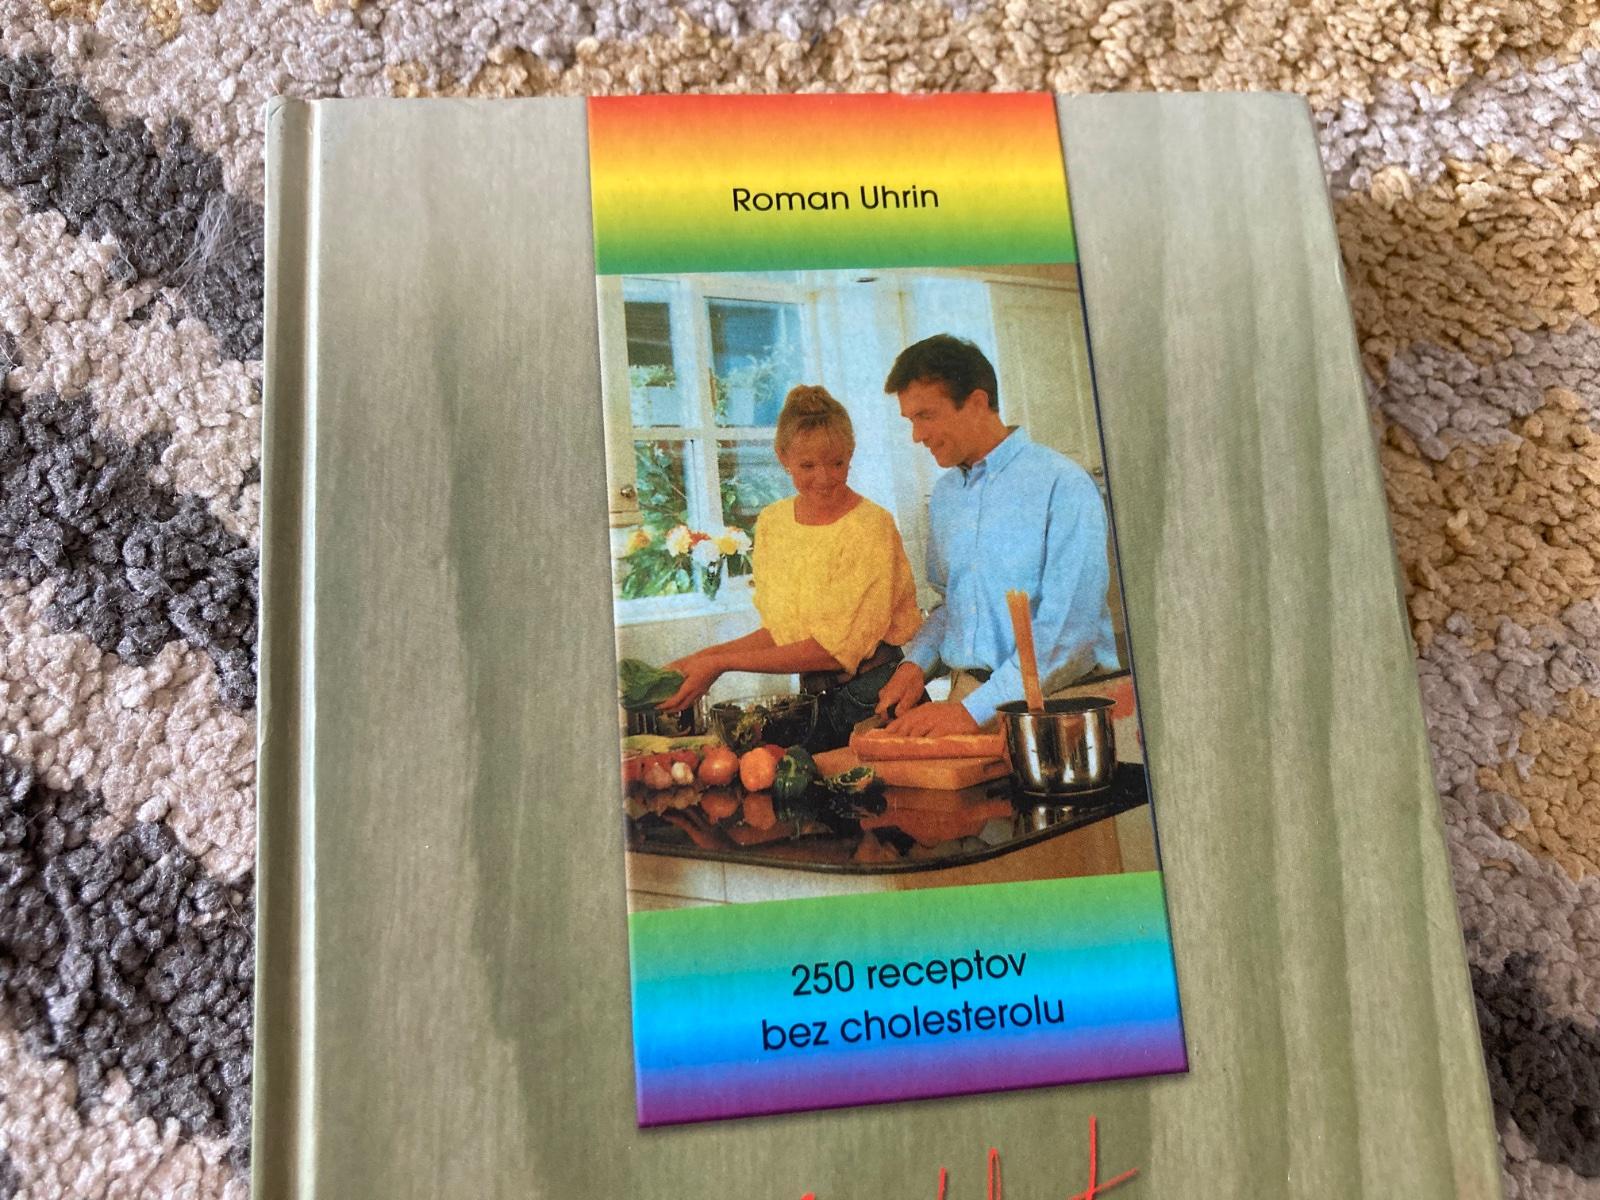 Roman Uhrin
250 receptov
bez cholesterolu